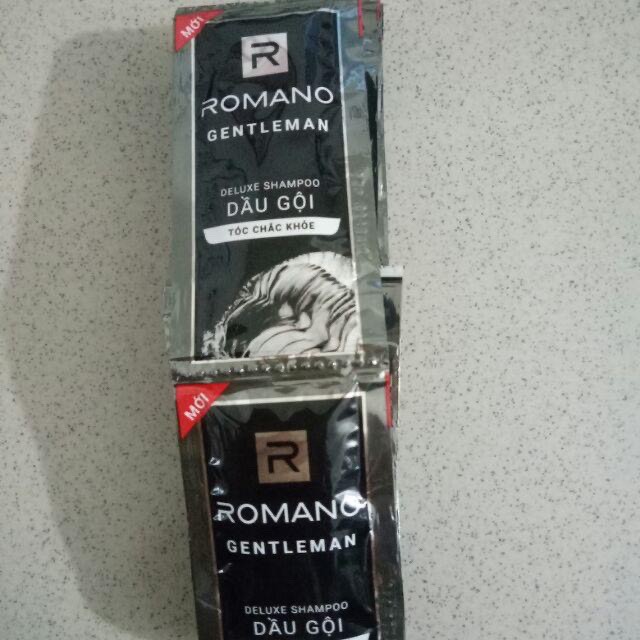 MỚI
R
ROMANO
GENTLEMAN
DELUXE SHAMPOO
DẦU GỘI
TÓC CHẮC KHỎE
MỚI
R
ROMANO
GENTLEMAN
DELUXE SHAMPOO
DẦU GỘI